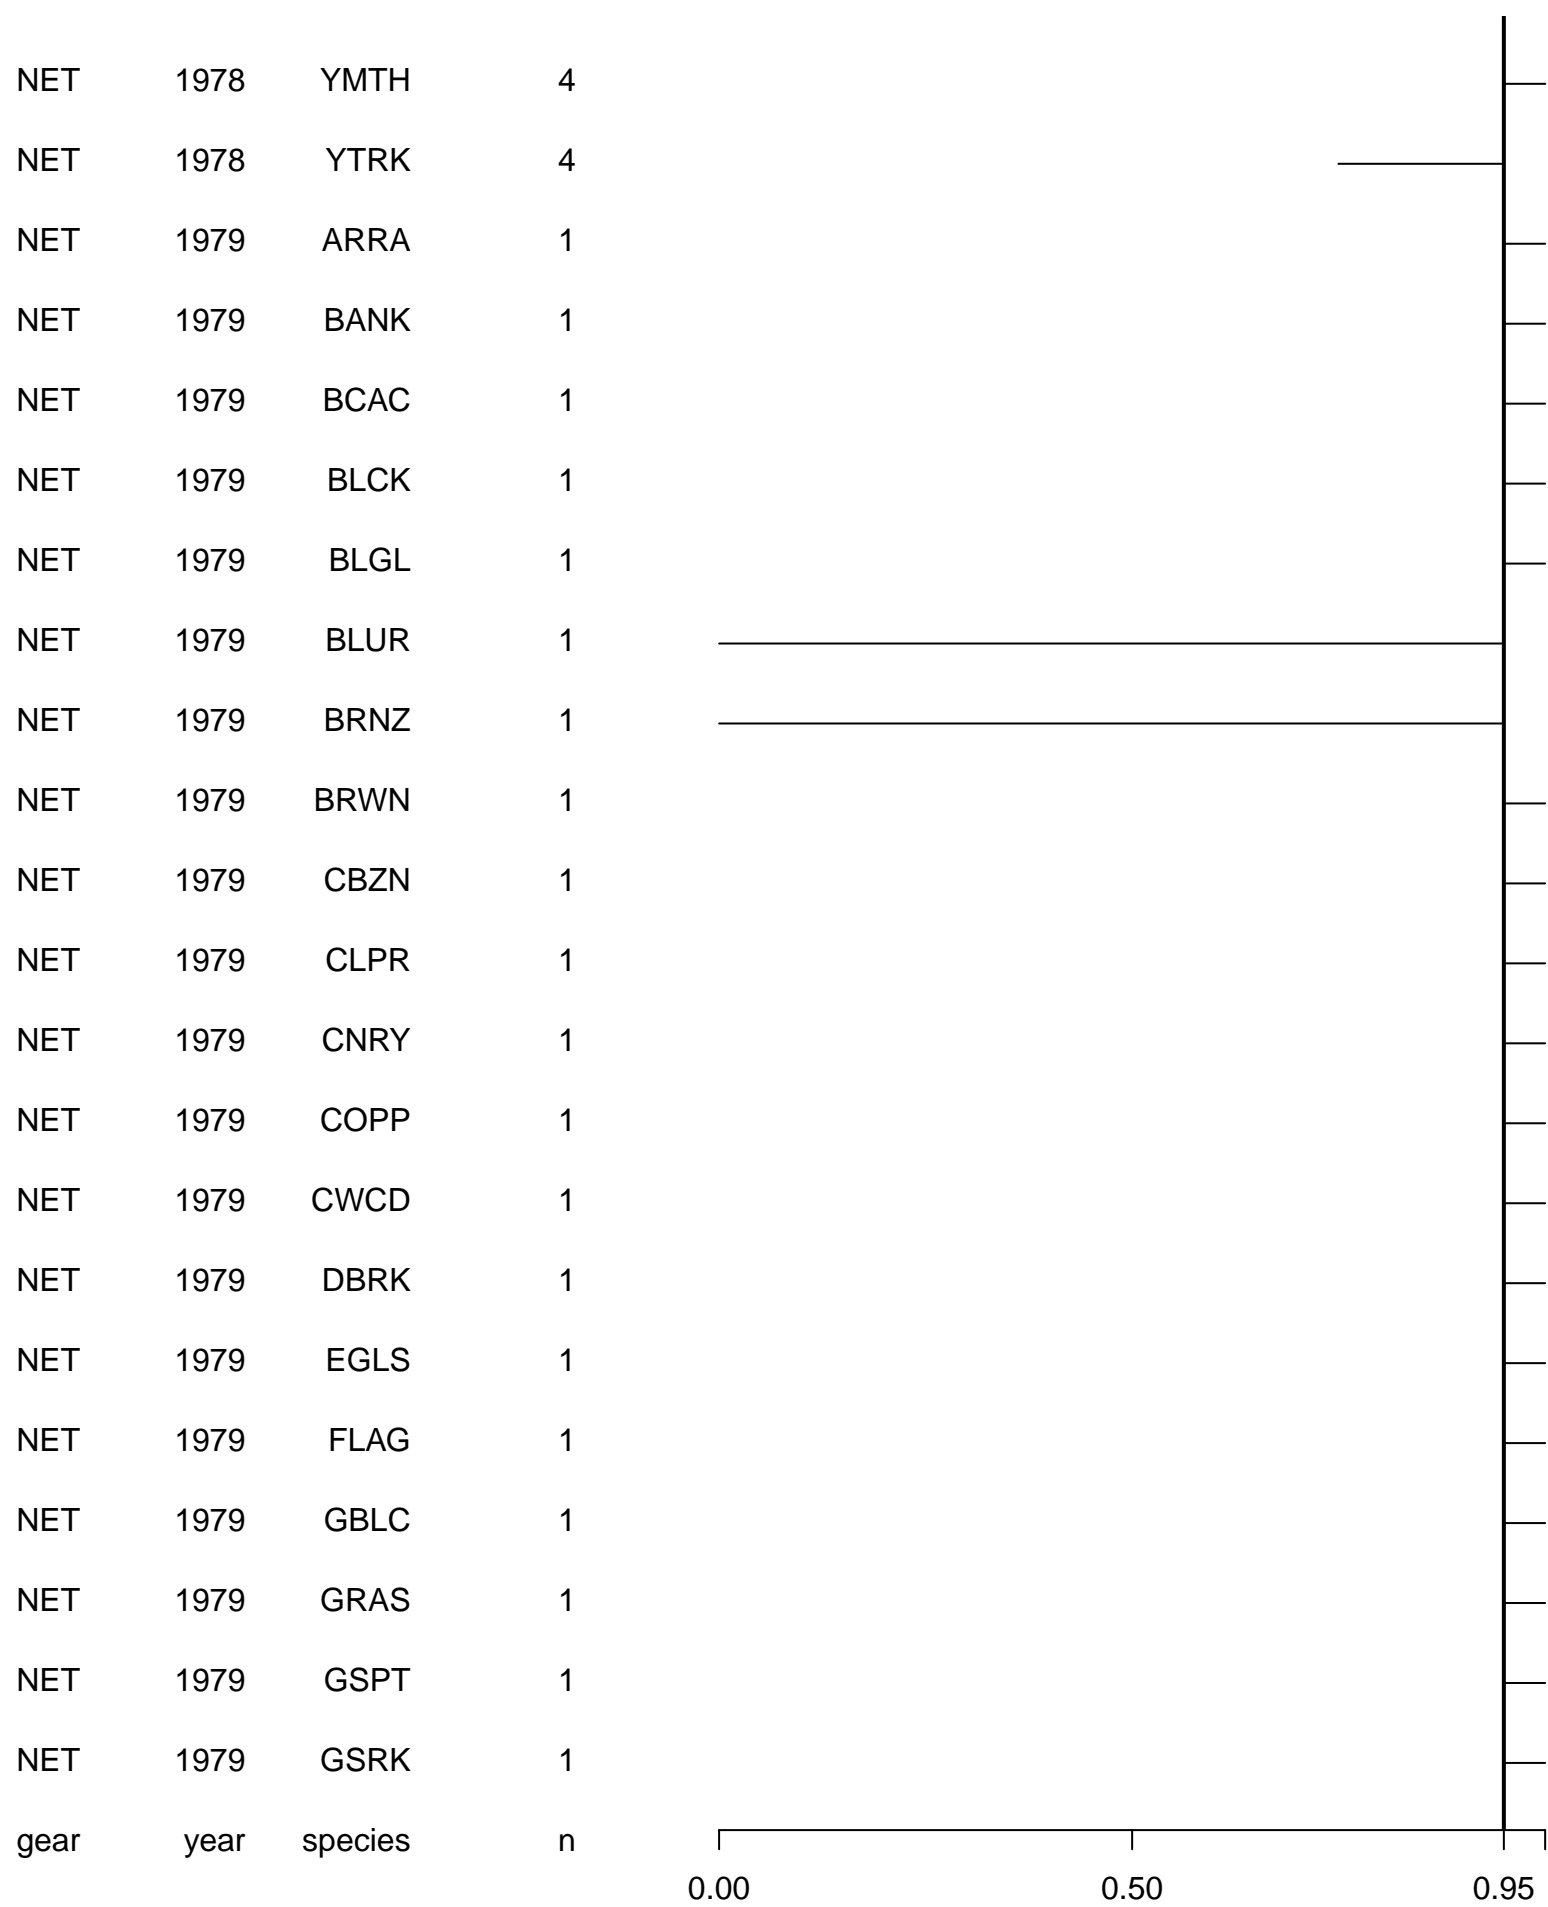 NET 1978 YMTH 4
NET 1978 YTRK 4
NET 1979 ARRA 1
NET 1979 BANK 1
NET 1979 BCAC 1
NET 1979 BLCK 1
NET 1979 BLGL 1
NET 1979 BLUR 1
NET 1979 BRNZ 1
NET 1979 BRWN 1
NET 1979 CBZN 1
NET 1979 CLPR 1
NET 1979 CNRY 1
NET 1979 COPP 1
NET 1979 CWCD 1
NET 1979 DBRK 1
NET 1979 EGLS 1
NET 1979 FLAG 1
NET 1979 GBLC 1
NET 1979 GRAS 1
NET 1979 GSPT 1
NET 1979 GSRK 1
gear year species n
0.00 0.50 0.95